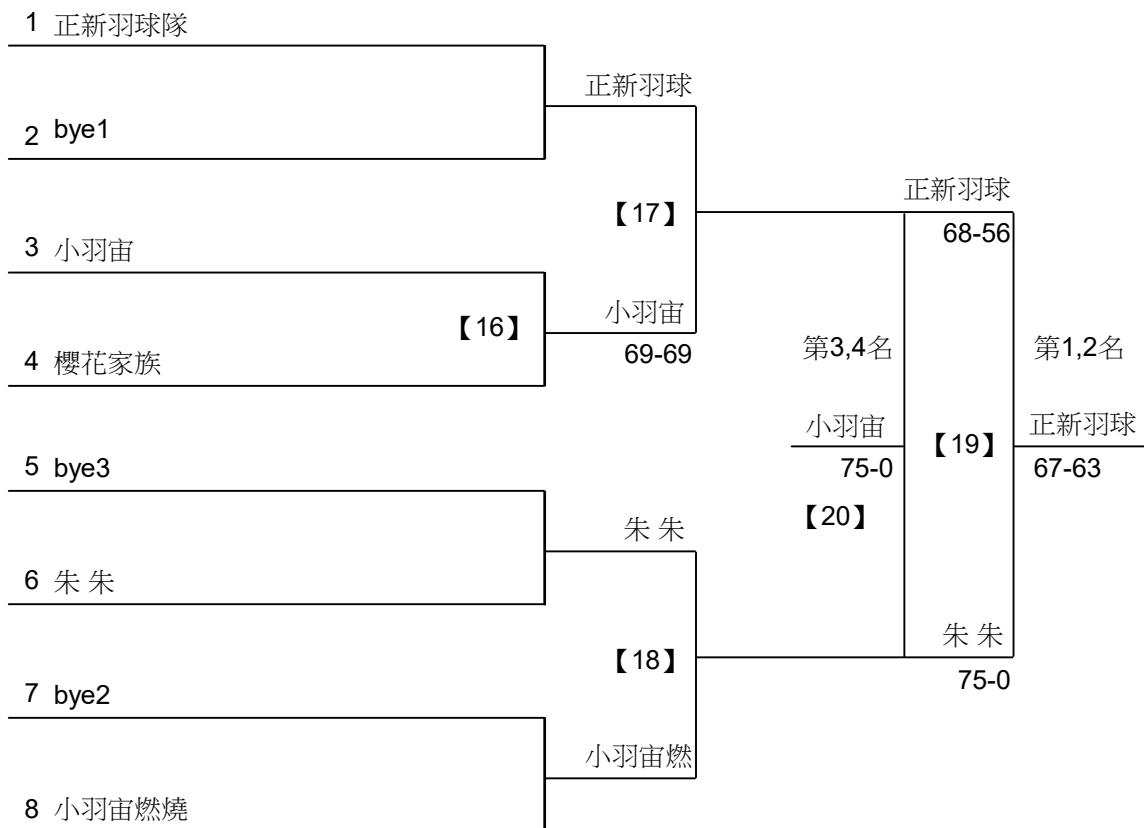 1 正新羽球隊
正新羽球
2 bye1
正新羽球
【17】
68-56
3 小羽宙
小羽宙
【16】
69-69
第3,4名
第1,2名
4 櫻花家族
小羽宙
正新羽球
【19】
5 bye3
75-0
67-63
【20】
朱 朱
6 朱 朱
朱 朱
【18】
75-0
7 bye2
小羽宙燃
8 小羽宙燃燒